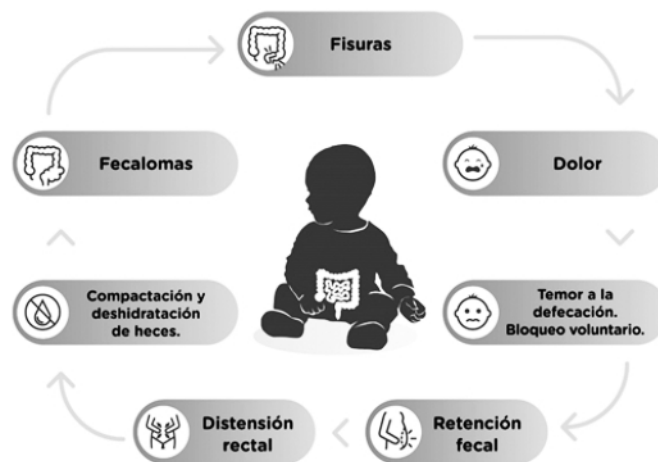 Fisuras
Dolor
Temor a la
defecación.
Bloqueo voluntario.
Retención
fecal
Distensión
rectal
Compactación y
deshidratación
de heces.
Fecalomas